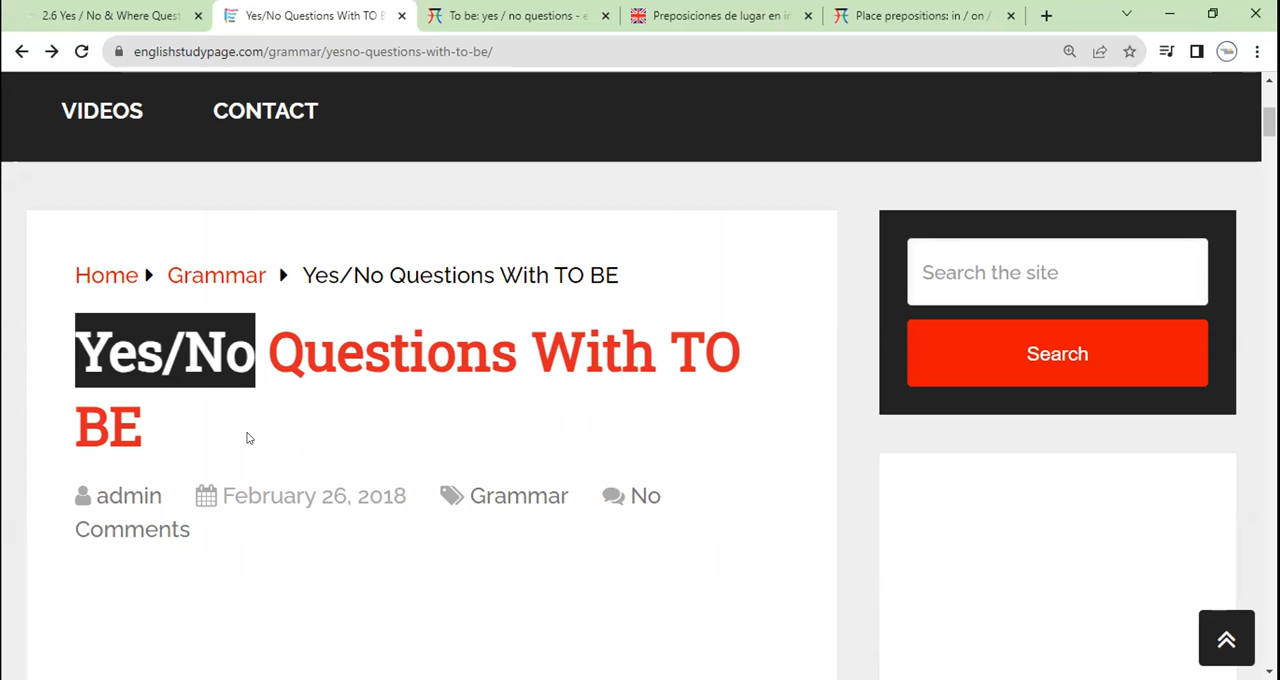 2.6 Yes / No & Where Quest
Yes/No Questions With TO B
To be: yes / no questions - e
Preposiciones de lugar en in
Place prepositions: in / on /
englishstudypage.com/grammar/yesno-questions-with-to-be/
VIDEOS CONTACT
Home Grammar Yes/No Questions With TO BE
Yes/No Questions With TO
BE
admin February 26, 2018 Grammar No
Comments
Search the site
Search